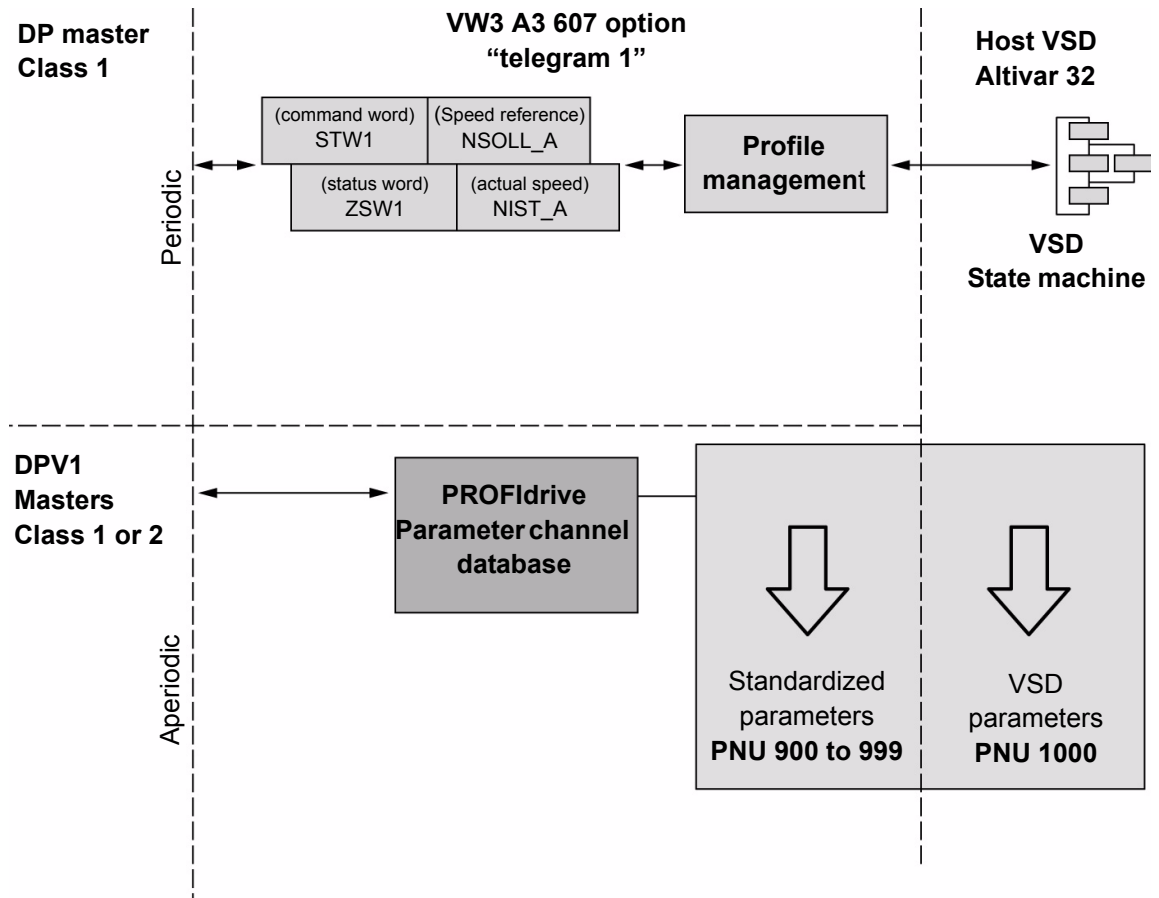 DP master
Class 1
VW3 A3 607 option
“telegram 1”
Host VSD
Altivar 32
(command word)
STW1
(Speed reference)
NSOLL_A
(status word)
ZSW1
(actual speed)
NIST_A
Profile
management
VSD
State machine
Periodic
DPV1
Masters
Class 1 or 2
PROFIdrive
Parameter channel
database
Standardized
parameters
PNU 900 to 999
VSD
parameters
PNU 1000
Aperiodic